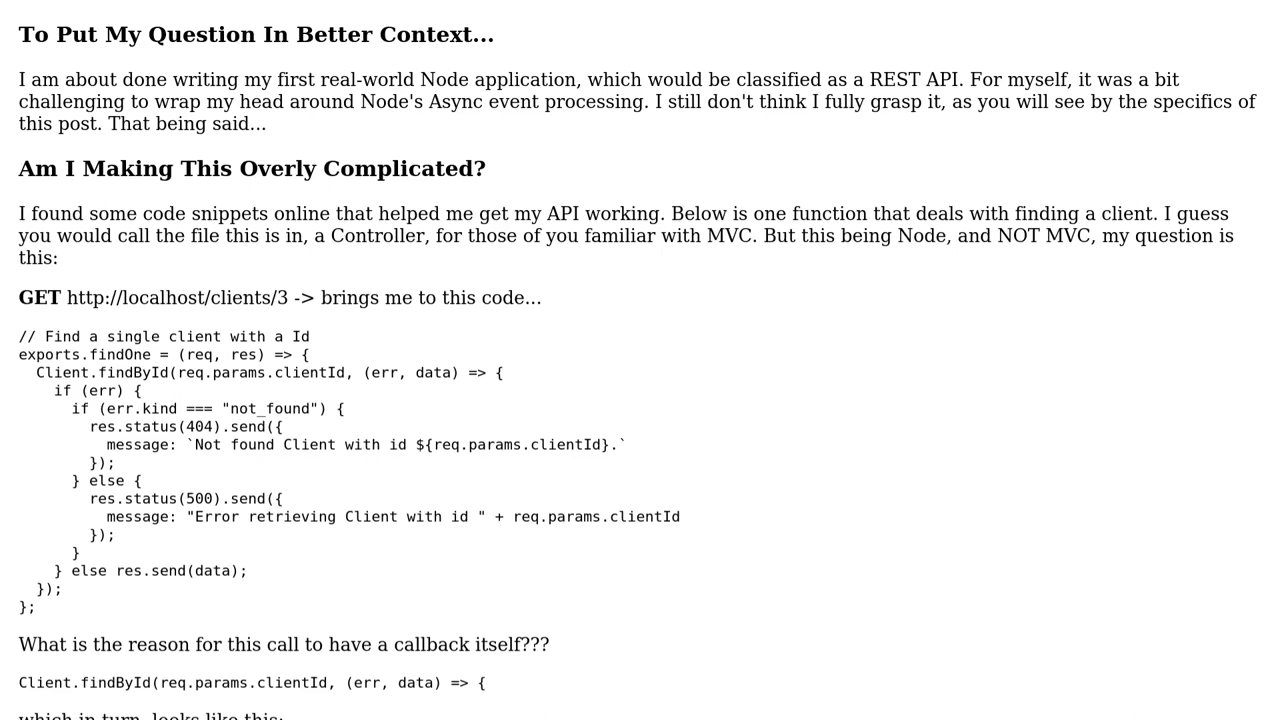 To Put My Question In Better Context...
I am about done writing my first real-world Node application, which would be classified as a REST API. For myself, it was a bit
challenging to wrap my head around Node's Async event processing. I still don't think I fully grasp it, as you will see by the specifics of
this post. That being said...
Am I Making This Overly Complicated?
I found some code snippets online that helped me get my API working. Below is one function that deals with finding a client. I guess
you would call the file this is in, a Controller, for those of you familiar with MVC. But this being Node, and NOT MVC, my question is
this:
GET http://localhost/clients/3 -> brings me to this code...
// Find a single client with a Id
exports.findOne = (req, res) => {
  Client.findById(req.params.clientId, (err, data) => {
    if (err) {
      if (err.kind === "not_found") {
        res.status(404).send({
          message: `Not found Client with id ${req.params.clientId}.`
        });
      } else {
        res.status(500).send({
          message: "Error retrieving Client with id " + req.params.clientId
        });
      }
    } else res.send(data);
  });
};
What is the reason for this call to have a callback itself???
Client.findById(req.params.clientId, (err, data) => {
which in turn, looks like this: